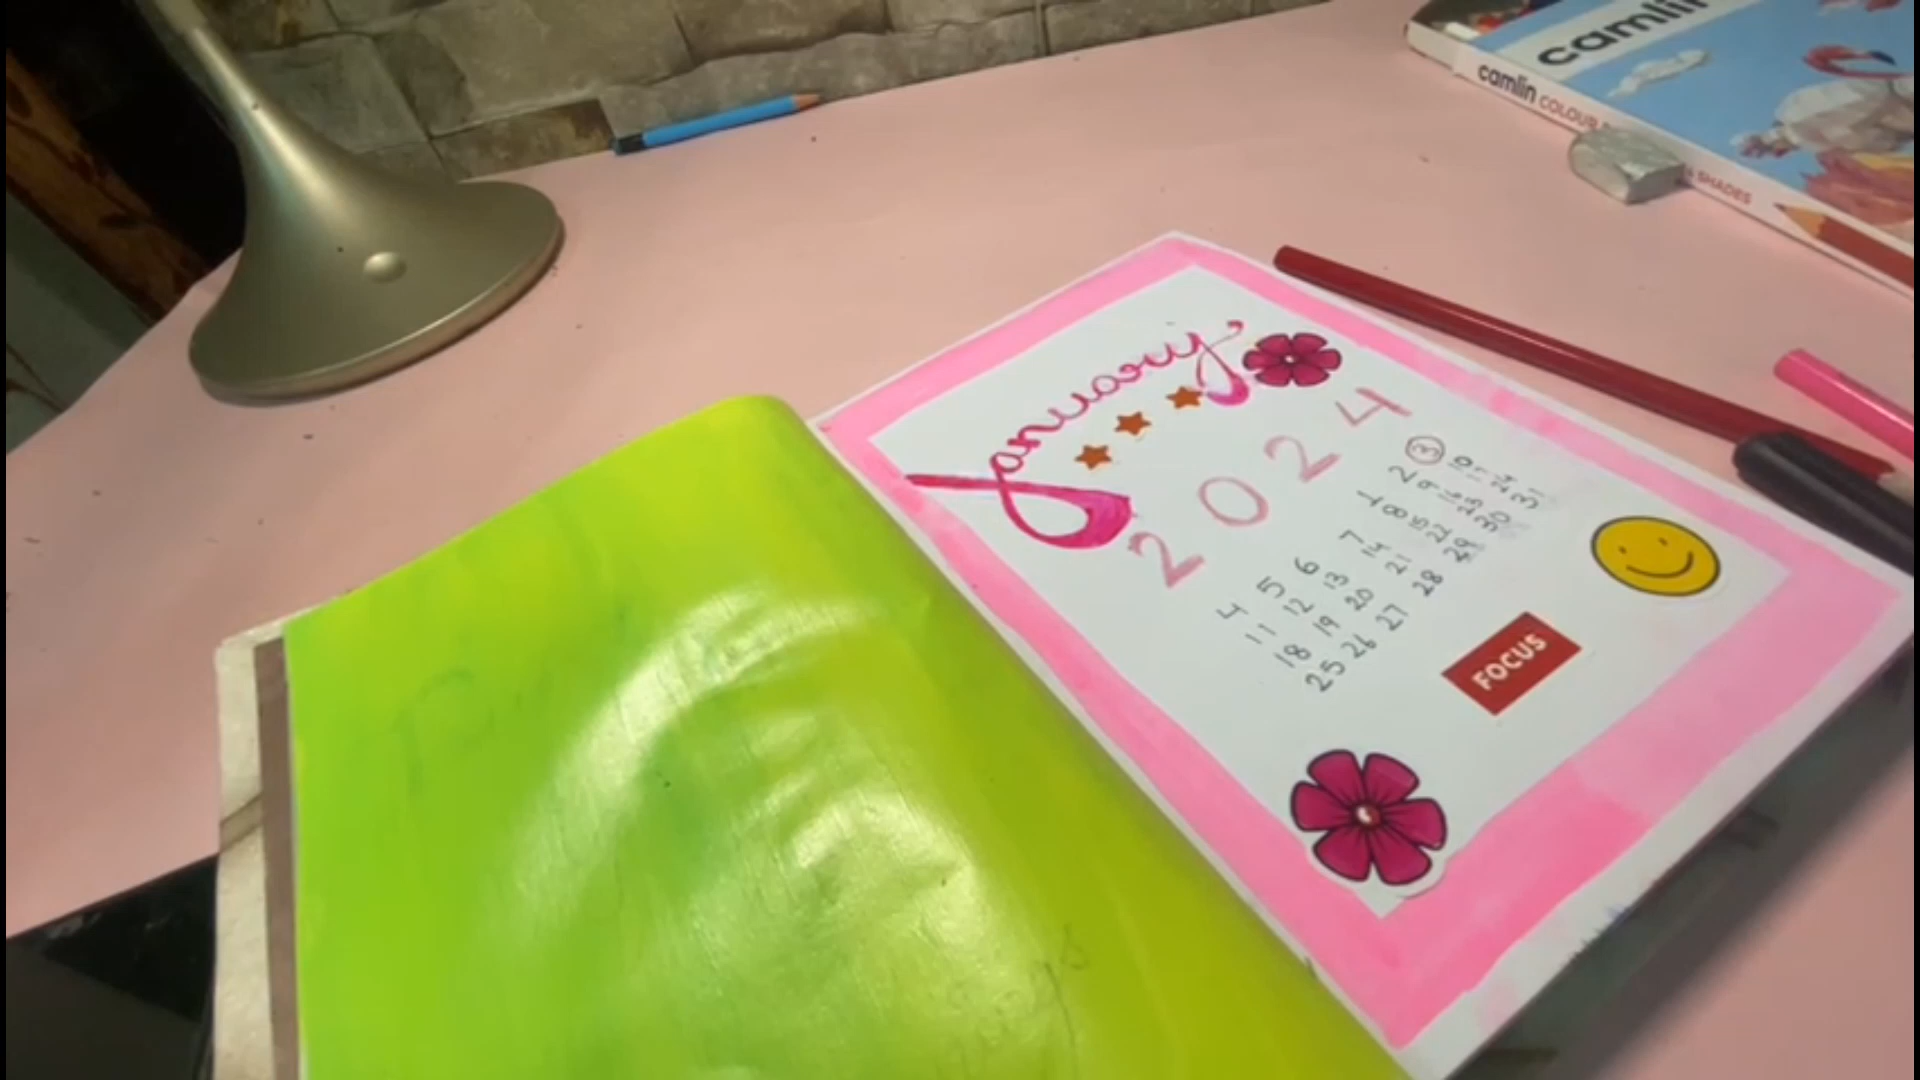 camlin
camlin COLOUR
SHADES
January
2024
1 2 3
4 5 6 7 8 9 10
11 12 13 14 15 16 17
18 19 20 21 22 23 24
25 26 27 28 29 30 31
FOCUS